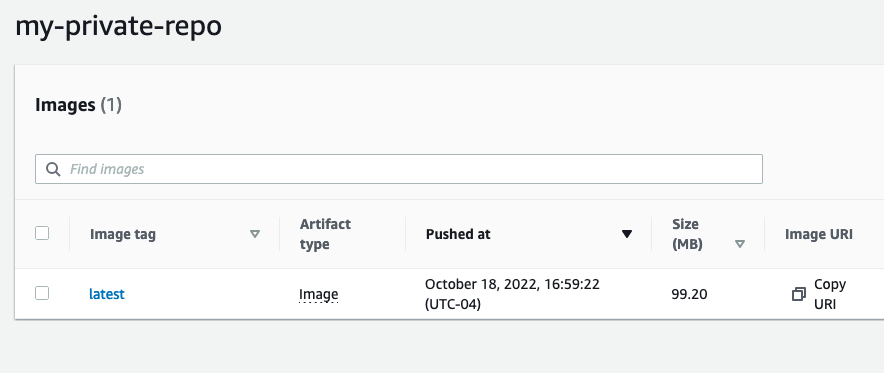 my-private-repo
Images (1)
Find images
Image tag
Artifact
type
Pushed at
Size
(MB)
Image URI
latest
Image
October 18, 2022, 16:59:22
(UTC-04)
99.20
Copy
URI